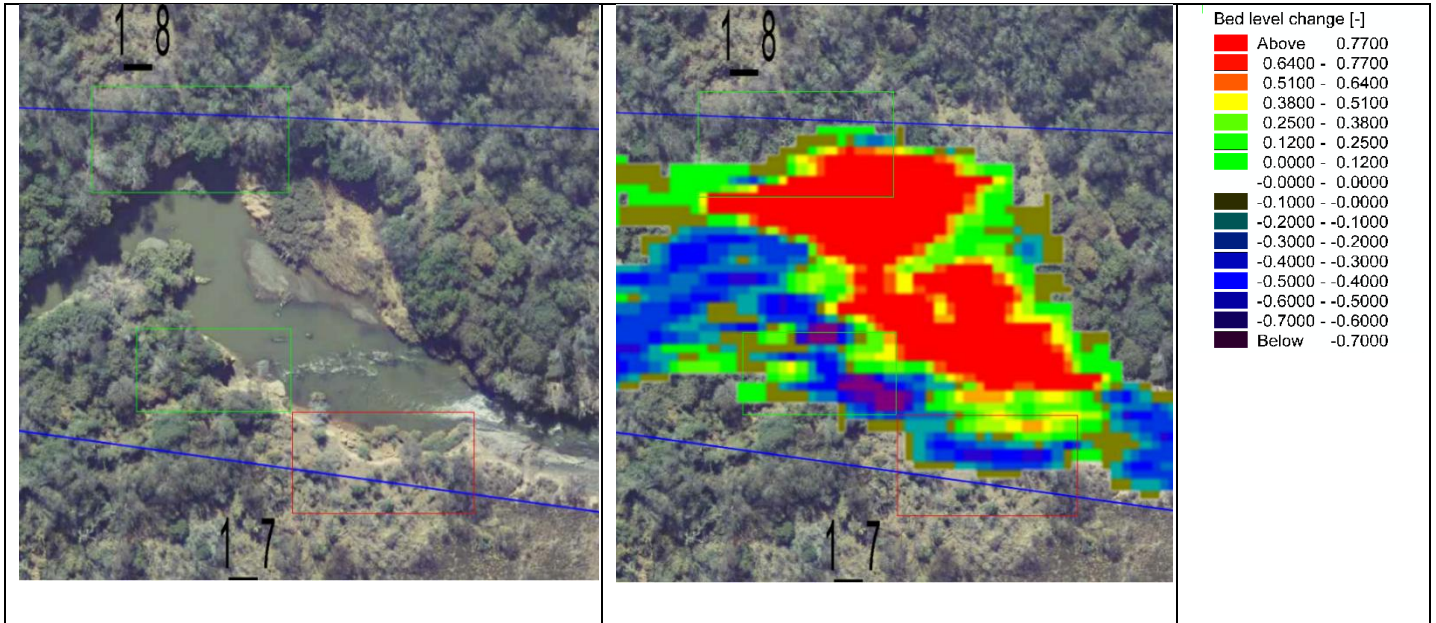 1_8
1_7
1_8
1_7
Bed level change [-]
Above 0.7700
0.6400 - 0.7700
0.5100 - 0.6400
0.3800 - 0.5100
0.2500 - 0.3800
0.1200 - 0.2500
0.0000 - 0.1200
-0.0000 - 0.0000
-0.1000 - -0.0000
-0.2000 - -0.1000
-0.3000 - -0.2000
-0.4000 - -0.3000
-0.5000 - -0.4000
-0.6000 - -0.5000
-0.7000 - -0.6000
Below -0.7000